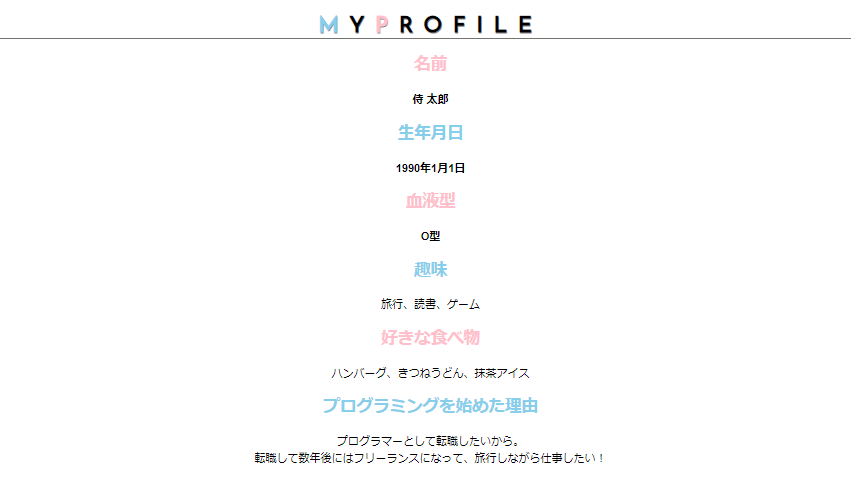 MYPROFILE
名前
侍 太郎
生年月日
1990年1月1日
血液型
O型
趣味
旅行、読書、ゲーム
好きな食べ物
ハンバーグ、きつねうどん、抹茶アイス
プログラミングを始めた理由
プログラマーとして転職したいから。
転職して数年後にはフリーランスになって、旅行しながら仕事したい！